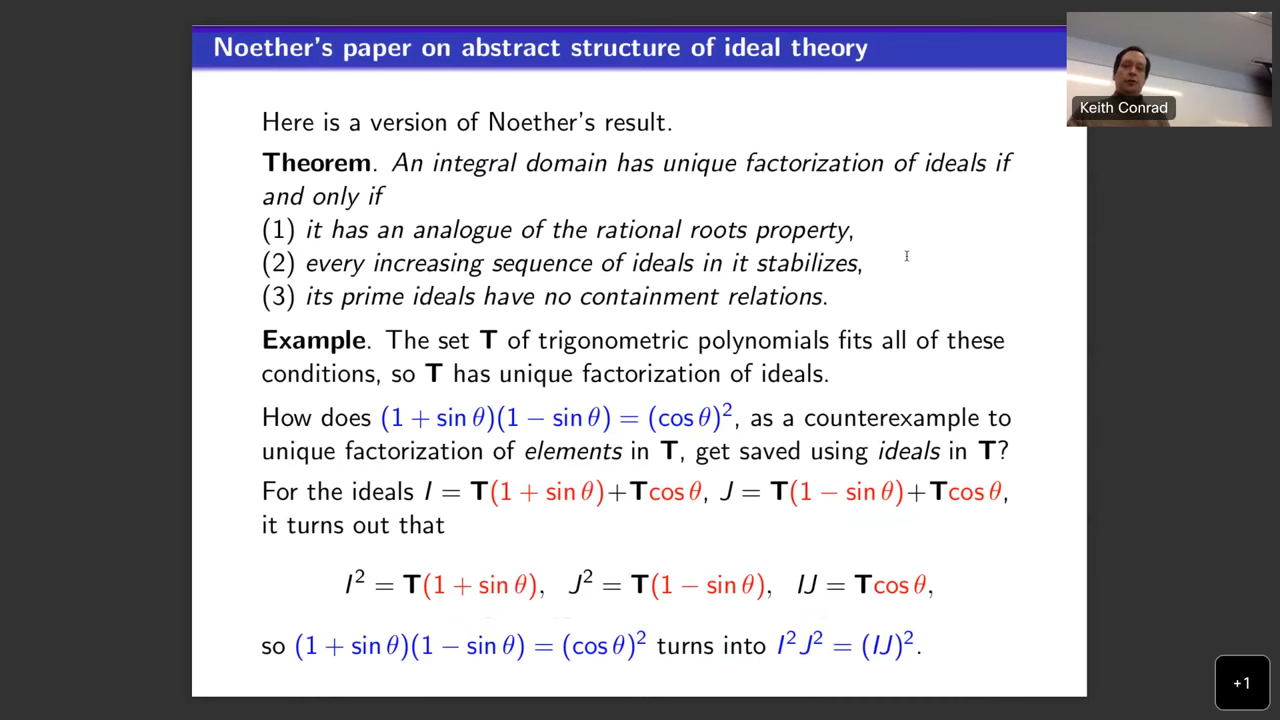 Noether's paper on abstract structure of ideal theory
Keith Conrad
Here is a version of Noether's result.
Theorem. An integral domain has unique factorization of ideals if
and only if
(1) it has an analogue of the rational roots property,
(2) every increasing sequence of ideals in it stabilizes,
(3) its prime ideals have no containment relations.
Example. The set T of trigonometric polynomials fits all of these
conditions, so T has unique factorization of ideals.
How does (1 + sin θ)(1 − sin θ) = (cos θ)², as a counterexample to
unique factorization of elements in T, get saved using ideals in T?
For the ideals I = T(1 + sin θ)+Tcos θ, J = T(1 − sin θ)+Tcos θ,
it turns out that
I² = T(1 + sin θ), J² = T(1 − sin θ), IJ = Tcos θ,
so (1 + sin θ)(1 − sin θ) = (cos θ)² turns into I²J² = (IJ)².
+1